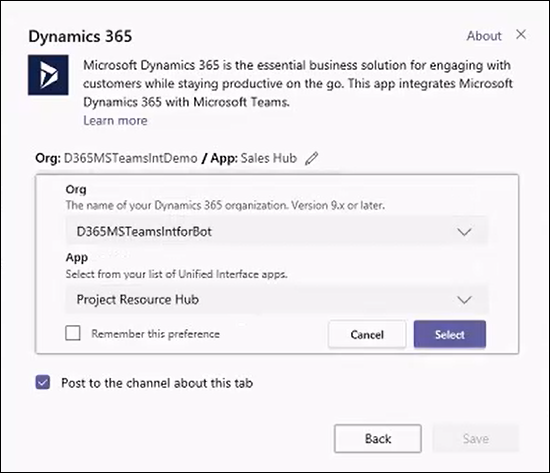 Dynamics 365
About
Microsoft Dynamics 365 is the essential business solution for engaging with
customers while staying productive on the go. This app integrates Microsoft
Dynamics 365 with Microsoft Teams.
Learn more
Org: D365MSTeamsIntDemo / App: Sales Hub
Org
The name of your Dynamics 365 organization. Version 9.x or later.
D365MSTeamsIntforBot
App
Select from your list of Unified Interface apps.
Project Resource Hub
Remember this preference
Cancel
Select
Post to the channel about this tab
Back
Save